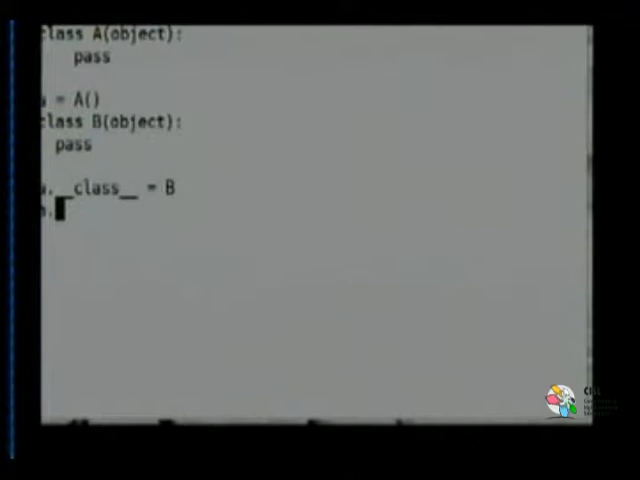 class A(object):
pass
a = A()
class B(object):
pass
a.__class__ = B